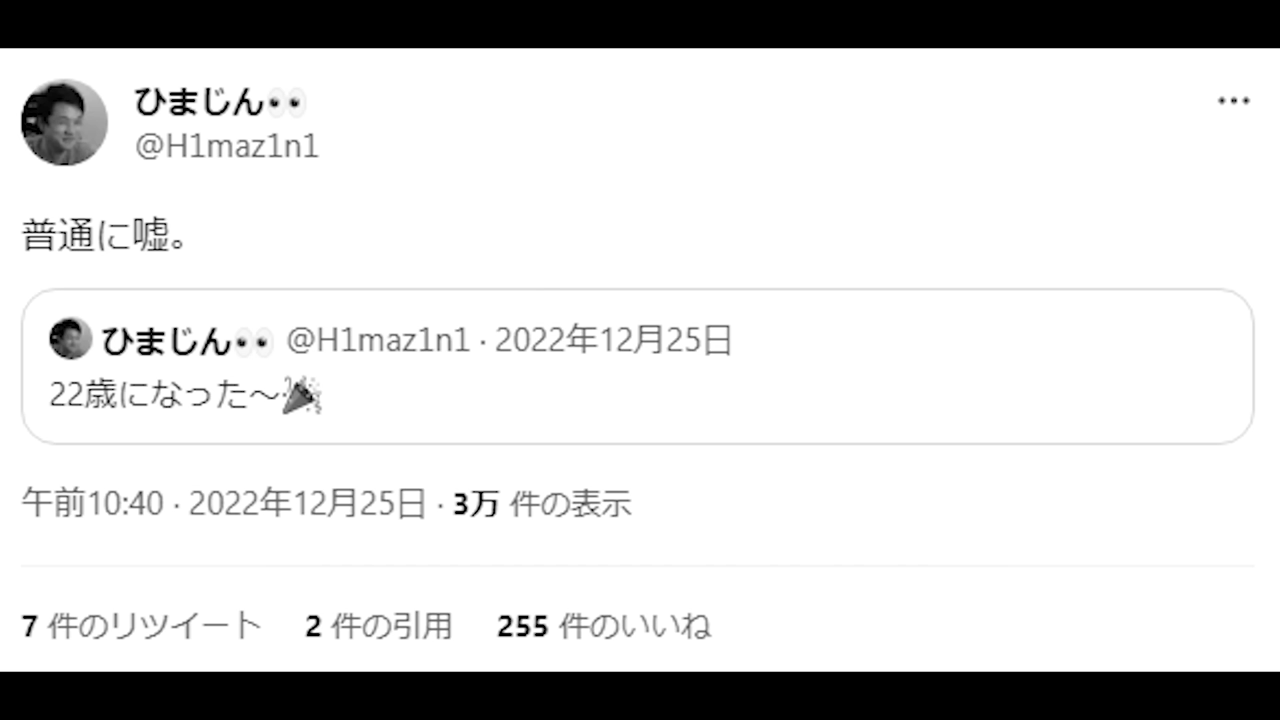 ひまじん👀
@H1maz1n1
普通に嘘。
ひまじん👀 @H1maz1n1 · 2022年12月25日
22歳になった〜🎉
午前10:40 · 2022年12月25日 · 3万 件の表示
7 件のリツイート 2 件の引用 255 件のいいね